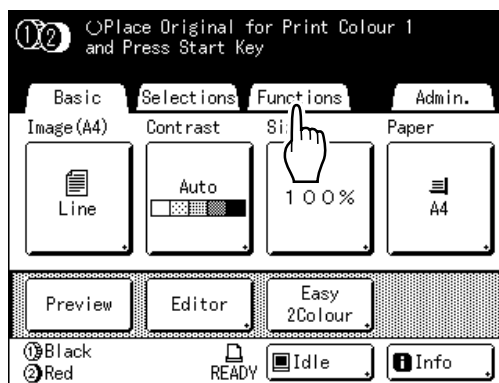 ①② Place Original for Print Colour 1
and Press Start Key
Basic Selections Functions Admin.
Image(A4) Contrast Paper
Line Auto 100% A4
Preview Editor Easy
2Colour
①Black
②Red READY Idle Info